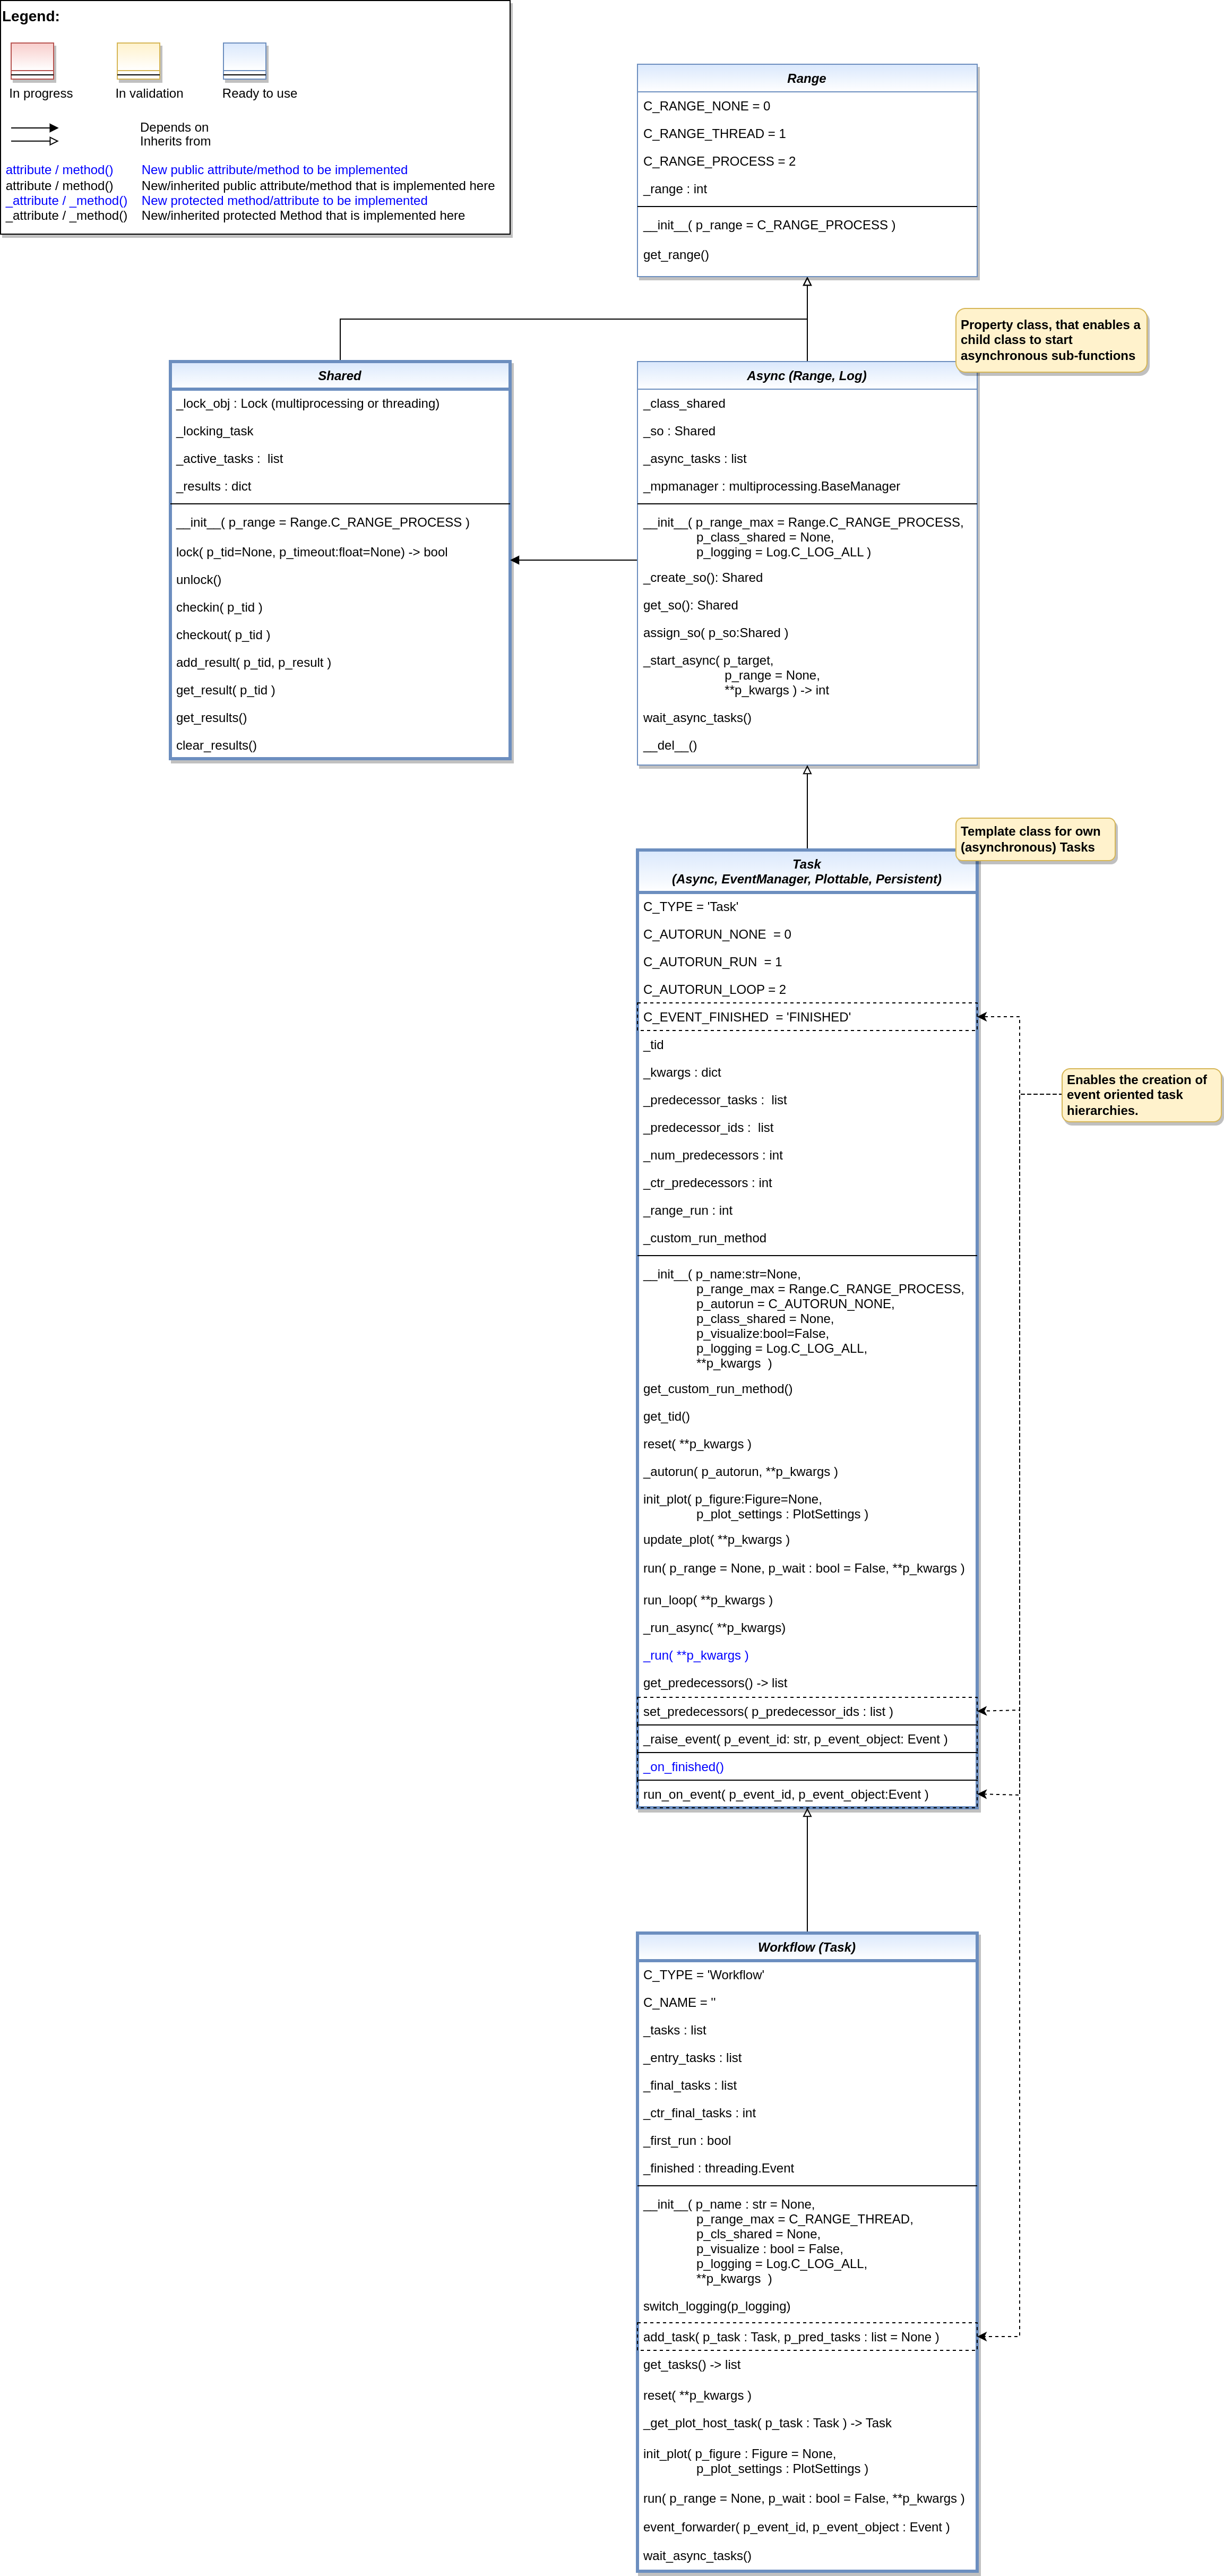 Legend:
In progress
In validation
Ready to use
Depends on
Inherits from
attribute / method() New public attribute/method to be implemented
attribute / method() New/inherited public attribute/method that is implemented here
_attribute / _method() New protected method/attribute to be implemented
_attribute / _method() New/inherited protected Method that is implemented here
Range
C_RANGE_NONE = 0
C_RANGE_THREAD = 1
C_RANGE_PROCESS = 2
_range : int
__init__( p_range = C_RANGE_PROCESS )
get_range()
Property class, that enables a
child class to start
asynchronous sub-functions
Shared
_lock_obj : Lock (multiprocessing or threading)
_locking_task
_active_tasks : list
_results : dict
__init__( p_range = Range.C_RANGE_PROCESS )
lock( p_tid=None, p_timeout:float=None) -> bool
unlock()
checkin( p_tid )
checkout( p_tid )
add_result( p_tid, p_result )
get_result( p_tid )
get_results()
clear_results()
Async (Range, Log)
_class_shared
_so : Shared
_async_tasks : list
_mpmanager : multiprocessing.BaseManager
__init__( p_range_max = Range.C_RANGE_PROCESS,
p_class_shared = None,
p_logging = Log.C_LOG_ALL )
_create_so(): Shared
get_so(): Shared
assign_so( p_so:Shared )
_start_async( p_target,
p_range = None,
**p_kwargs ) -> int
wait_async_tasks()
__del__()
Template class for own
(asynchronous) Tasks
Task
(Async, EventManager, Plottable, Persistent)
C_TYPE = 'Task'
C_AUTORUN_NONE = 0
C_AUTORUN_RUN = 1
C_AUTORUN_LOOP = 2
C_EVENT_FINISHED = 'FINISHED'
_tid
_kwargs : dict
_predecessor_tasks : list
_predecessor_ids : list
_num_predecessors : int
_ctr_predecessors : int
_range_run : int
_custom_run_method
Enables the creation of
event oriented task
hierarchies.
__init__( p_name:str=None,
p_range_max = Range.C_RANGE_PROCESS,
p_autorun = C_AUTORUN_NONE,
p_class_shared = None,
p_visualize:bool=False,
p_logging = Log.C_LOG_ALL,
**p_kwargs )
get_custom_run_method()
get_tid()
reset( **p_kwargs )
_autorun( p_autorun, **p_kwargs )
init_plot( p_figure:Figure=None,
p_plot_settings : PlotSettings )
update_plot( **p_kwargs )
run( p_range = None, p_wait : bool = False, **p_kwargs )
run_loop( **p_kwargs )
_run_async( **p_kwargs)
_run( **p_kwargs )
get_predecessors() -> list
set_predecessors( p_predecessor_ids : list )
_raise_event( p_event_id: str, p_event_object: Event )
_on_finished()
run_on_event( p_event_id, p_event_object:Event )
Workflow (Task)
C_TYPE = 'Workflow'
C_NAME = ''
_tasks : list
_entry_tasks : list
_final_tasks : list
_ctr_final_tasks : int
_first_run : bool
_finished : threading.Event
__init__( p_name : str = None,
p_range_max = C_RANGE_THREAD,
p_cls_shared = None,
p_visualize : bool = False,
p_logging = Log.C_LOG_ALL,
**p_kwargs )
switch_logging(p_logging)
add_task( p_task : Task, p_pred_tasks : list = None )
get_tasks() -> list
reset( **p_kwargs )
_get_plot_host_task( p_task : Task ) -> Task
init_plot( p_figure : Figure = None,
p_plot_settings : PlotSettings )
run( p_range = None, p_wait : bool = False, **p_kwargs )
event_forwarder( p_event_id, p_event_object : Event )
wait_async_tasks()